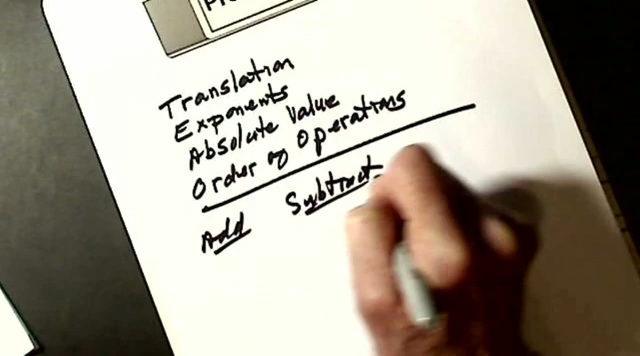 Translation
Exponents
Absolute Value
Order of Operations
Add Subtract